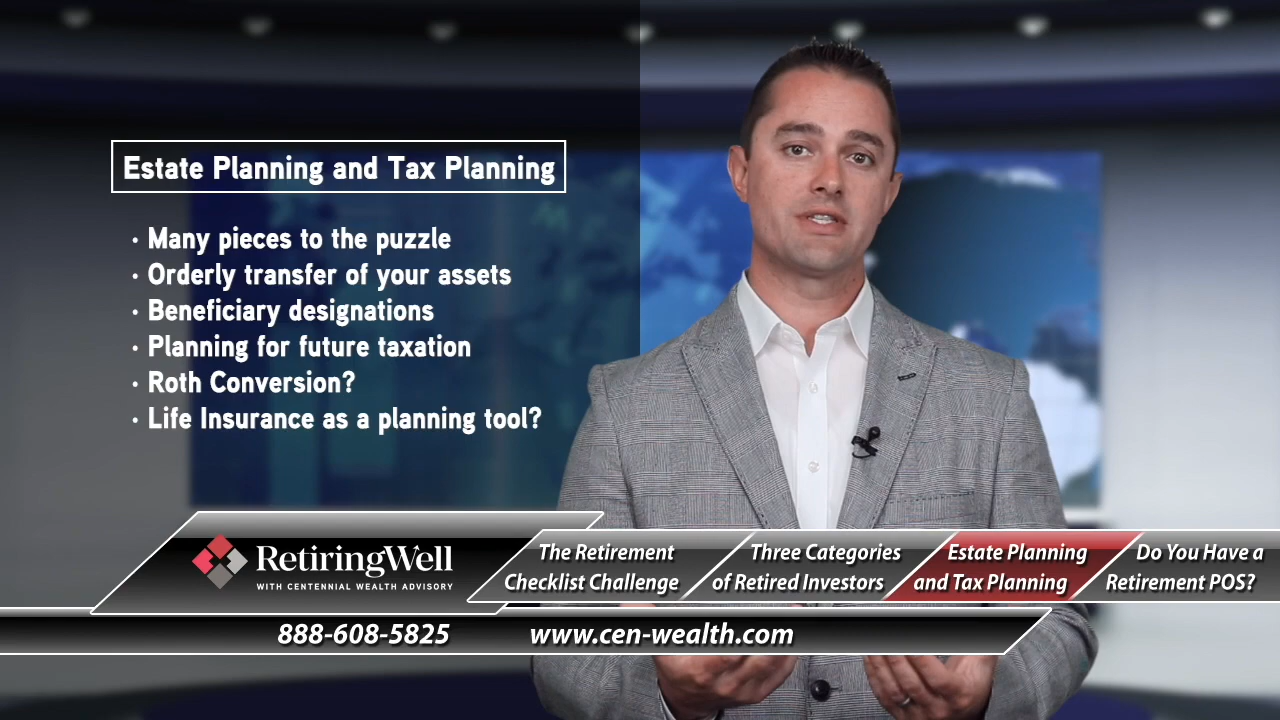 Estate Planning and Tax Planning
• Many pieces to the puzzle
• Orderly transfer of your assets
• Beneficiary designations
• Planning for future taxation
• Roth Conversion?
• Life Insurance as a planning tool?
RetiringWell
WITH CENTENNIAL WEALTH ADVISORY
The Retirement
Checklist Challenge
Three Categories
of Retired Investors
Estate Planning
and Tax Planning
Do You Have a
Retirement POS?
888-608-5825
www.cen-wealth.com